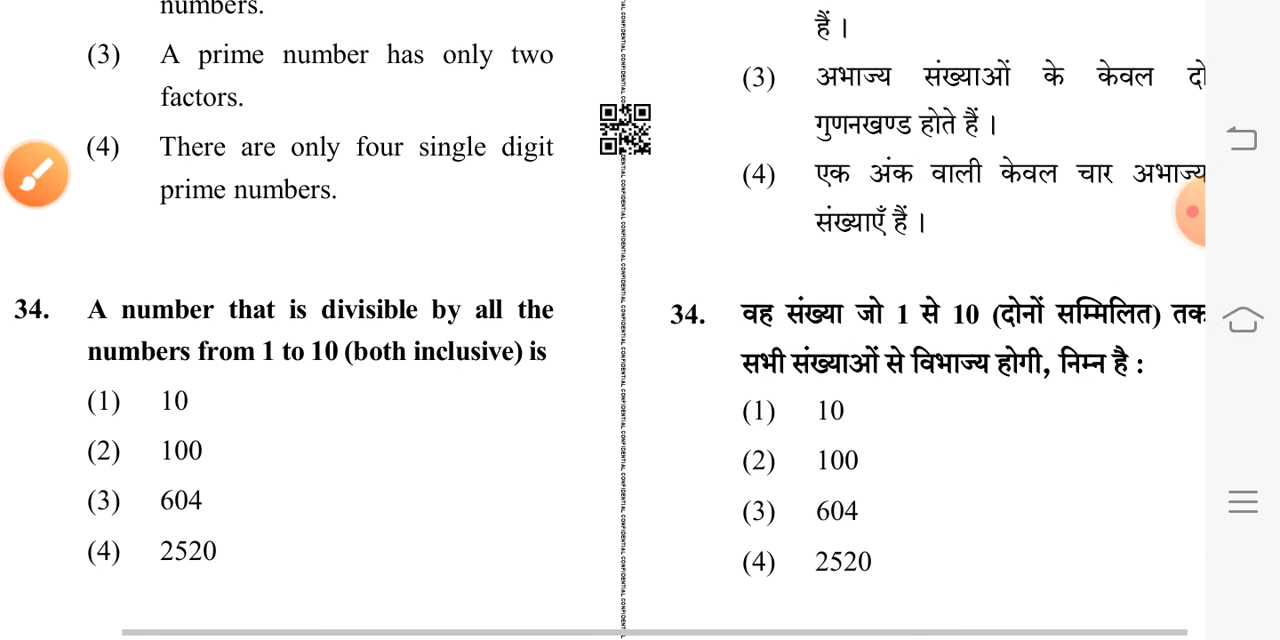 numbers.
(3) A prime number has only two
factors.
(4) There are only four single digit
prime numbers.
34. A number that is divisible by all the
numbers from 1 to 10 (both inclusive) is
(1) 10
(2) 100
(3) 604
(4) 2520
हैं ।
(3) अभाज्य संख्याओं के केवल दो
गुणनखण्ड होते हैं ।
(4) एक अंक वाली केवल चार अभाज्य
संख्याएँ हैं ।
34. वह संख्या जो 1 से 10 (दोनों सम्मिलित) तक
सभी संख्याओं से विभाज्य होगी, निम्न है :
(1) 10
(2) 100
(3) 604
(4) 2520